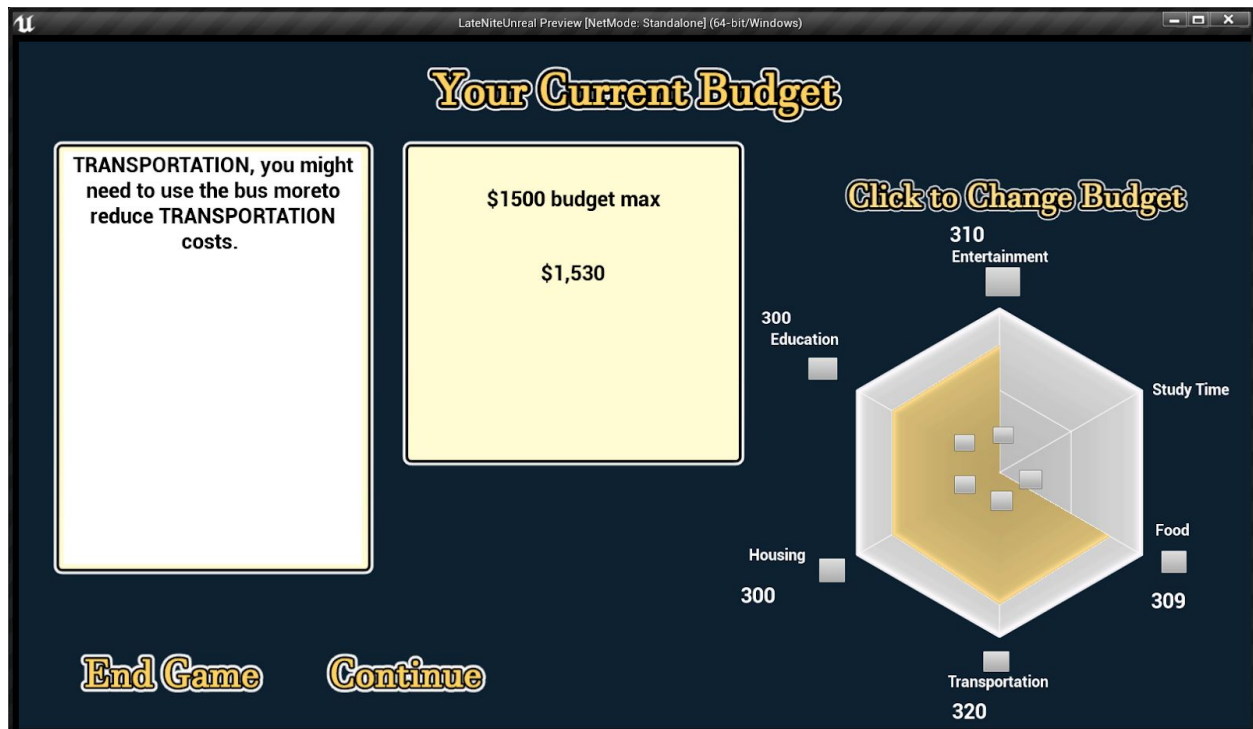 LateNiteUnreal Preview [NetMode: Standalone] (64-bit/Windows)
Your Current Budget
TRANSPORTATION, you might
need to use the bus moreto
reduce TRANSPORTATION
costs.
$1500 budget max
$1,530
Click to Change Budget
310
Entertainment
300
Education
Study Time
Food
309
Housing
300
Transportation
320
End Game
Continue